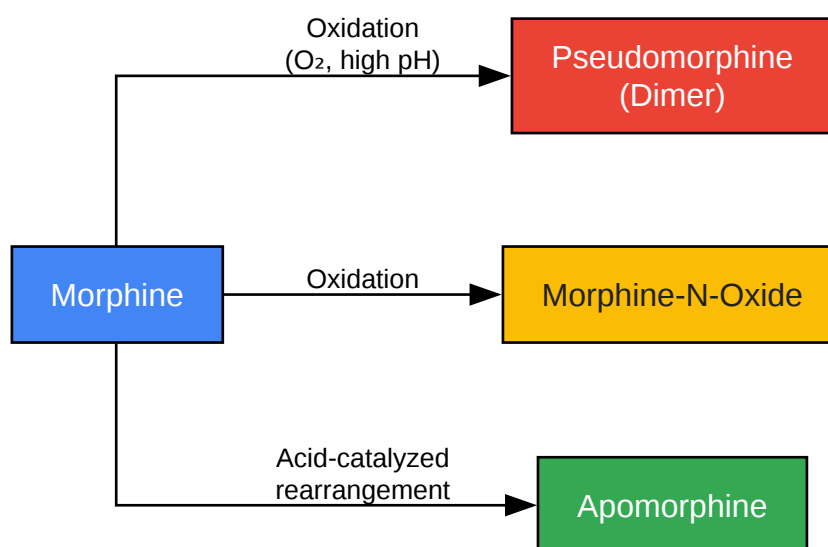 Oxidation
(O₂, high pH)
Pseudomorphine
(Dimer)
Morphine
Oxidation
Morphine-N-Oxide
Acid-catalyzed
rearrangement
Apomorphine